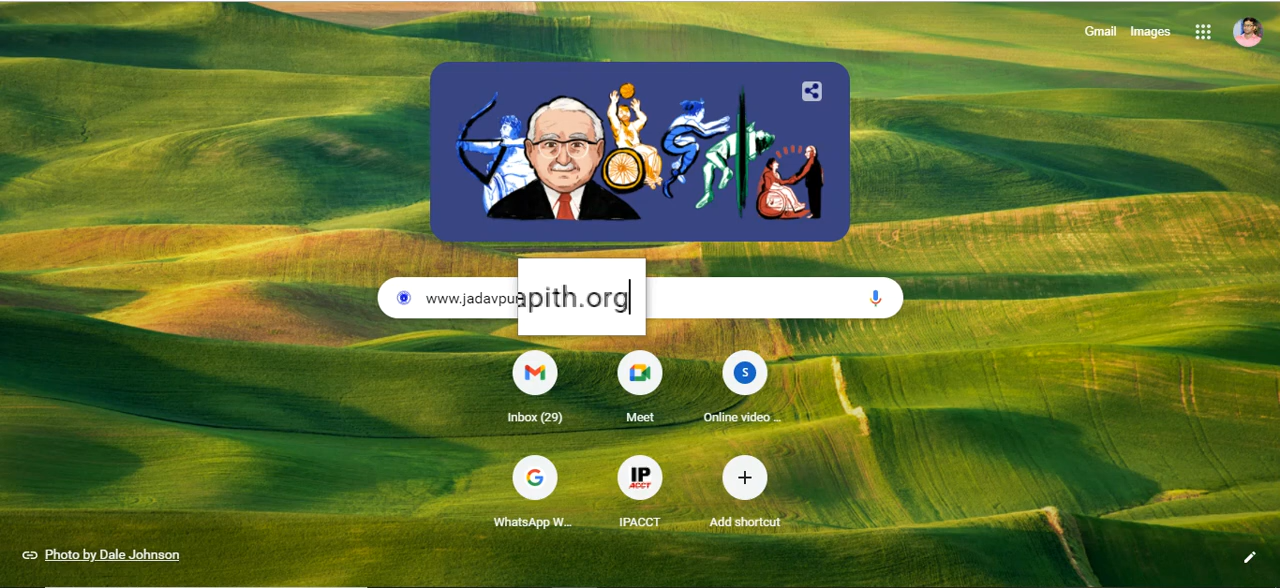 Gmail Images
www.jadavpu
apith.org
Inbox (29) Meet Online video ...
S
IP
ACCT
WhatsApp W... IPACCT Add shortcut
Photo by Dale Johnson